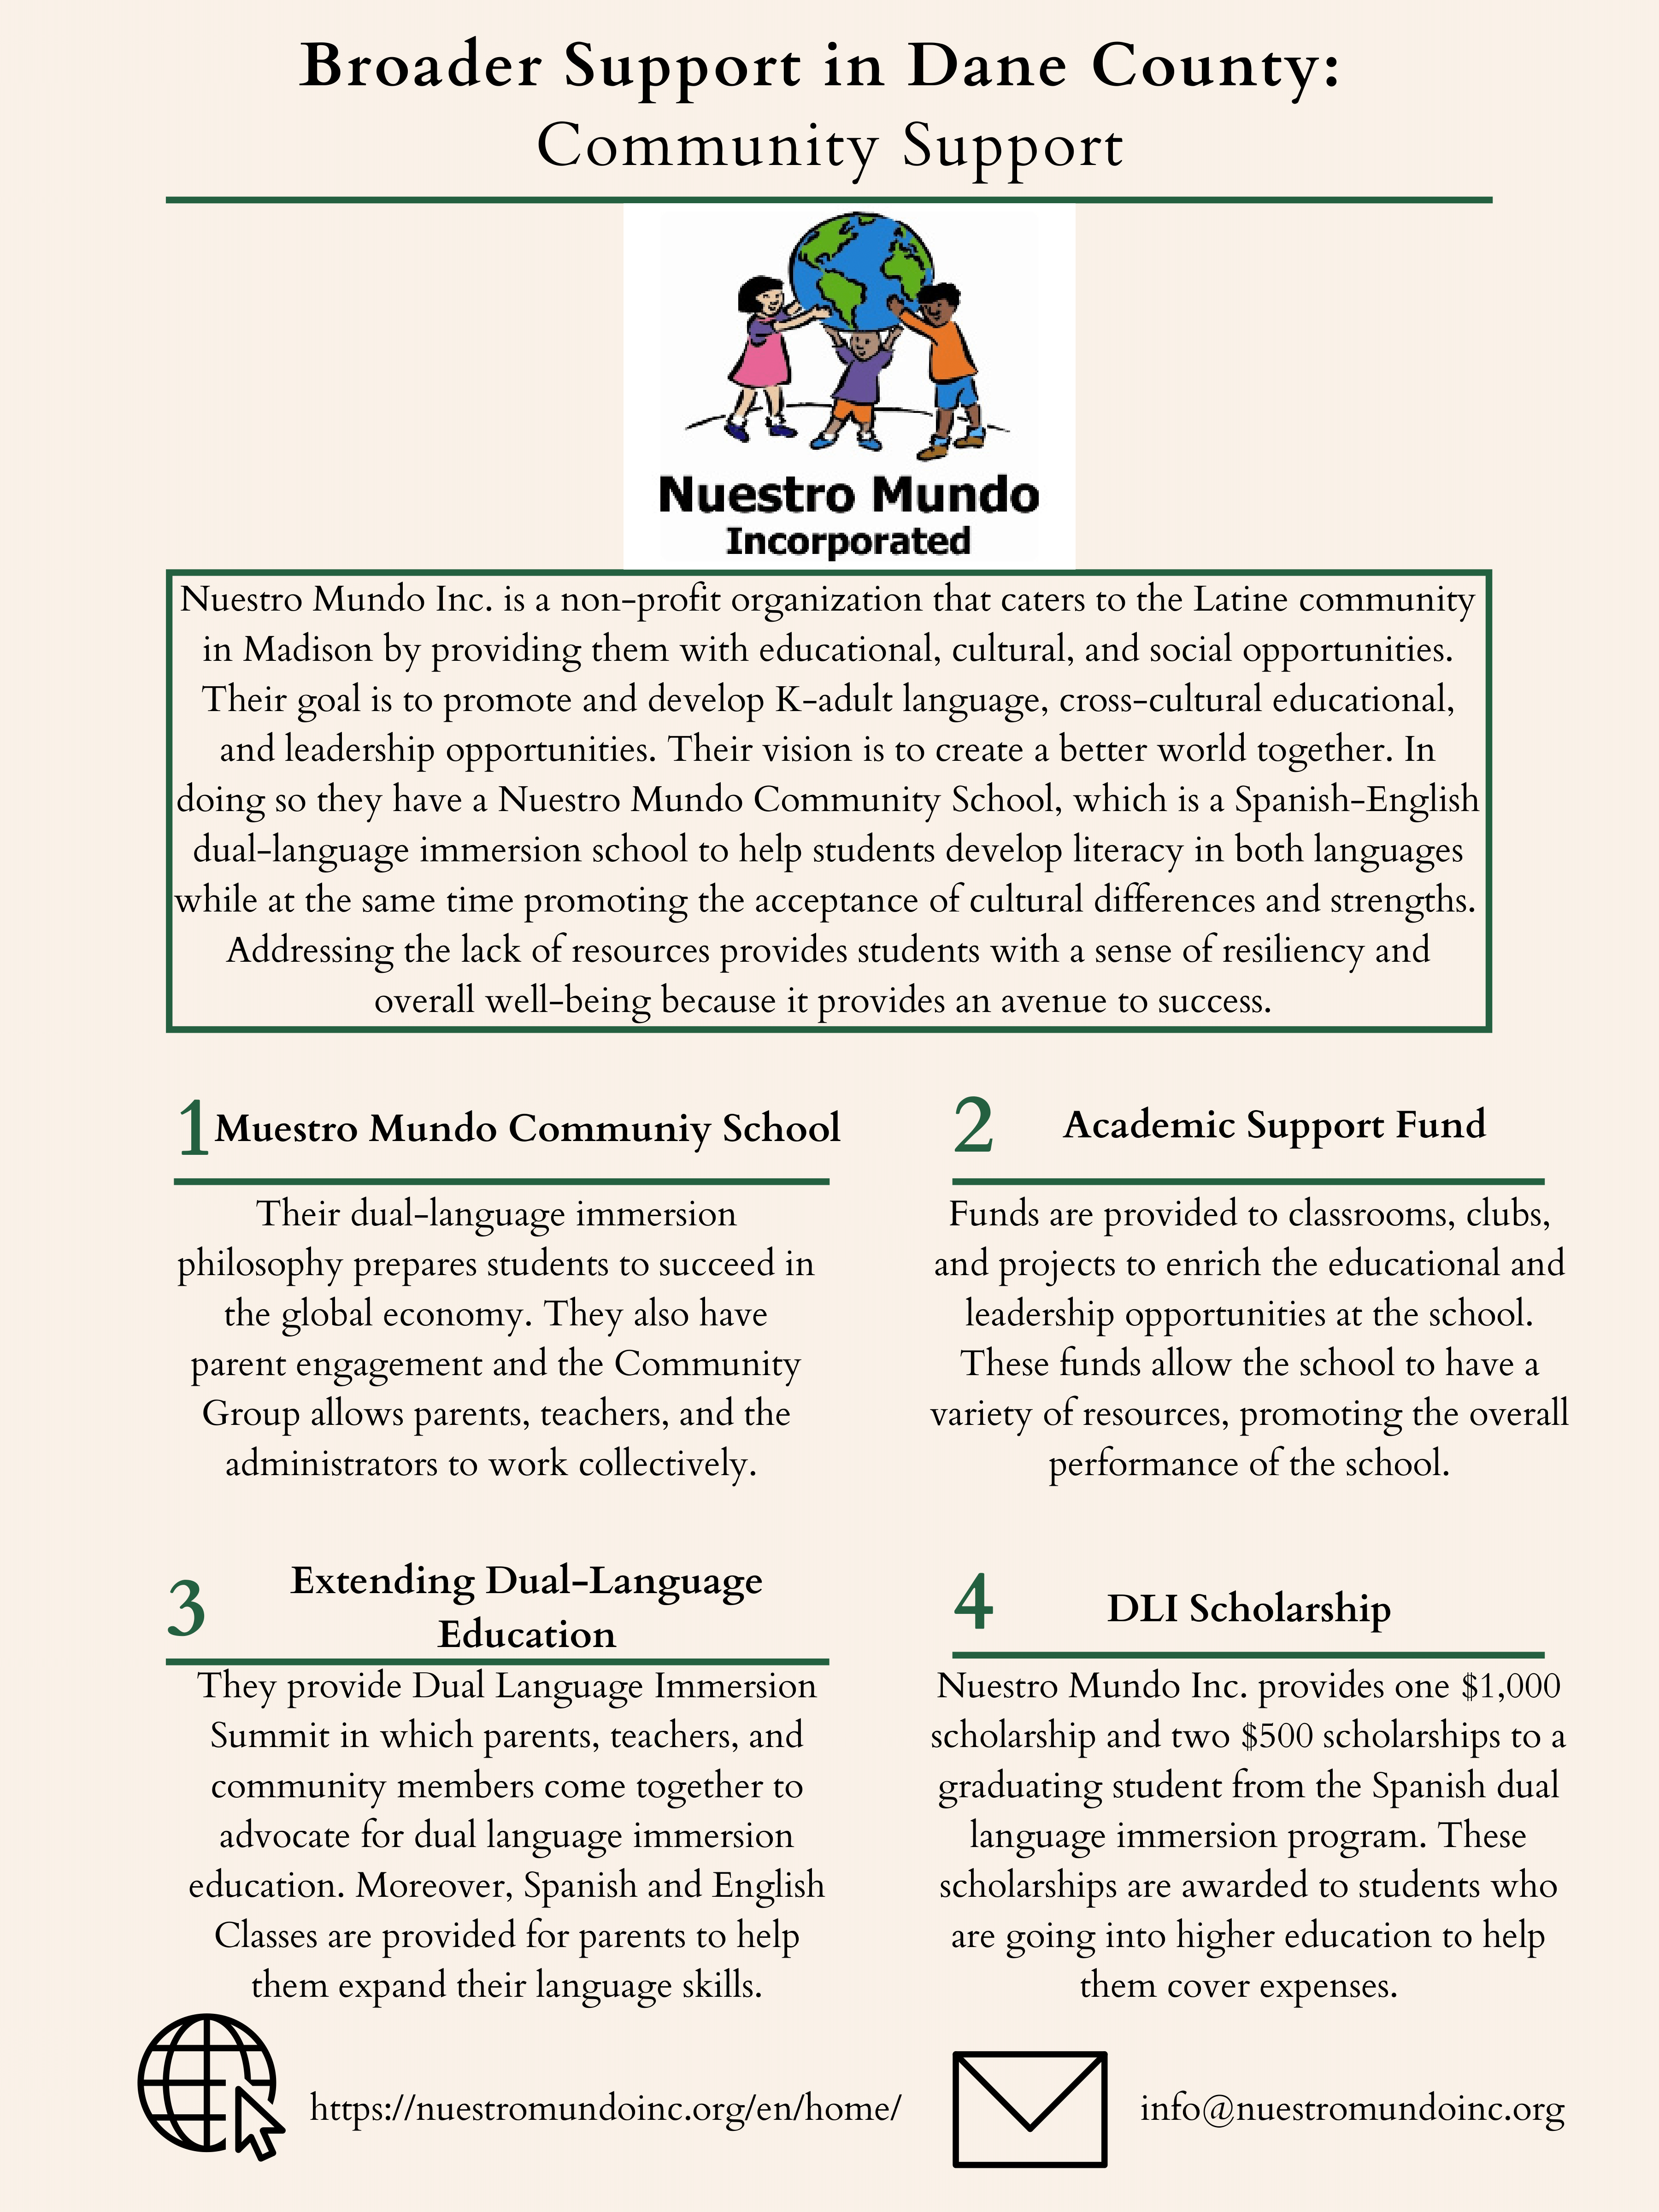 Broader Support in Dane County:
Community Support
Nuestro Mundo
Incorporated
Nuestro Mundo Inc. is a non-profit organization that caters to the Latine community
in Madison by providing them with educational, cultural, and social opportunities.
Their goal is to promote and develop K-adult language, cross-cultural educational,
and leadership opportunities. Their vision is to create a better world together. In
doing so they have a Nuestro Mundo Community School, which is a Spanish-English
dual-language immersion school to help students develop literacy in both languages
while at the same time promoting the acceptance of cultural differences and strengths.
Addressing the lack of resources provides students with a sense of resiliency and
overall well-being because it provides an avenue to success.
1 Muestro Mundo Communiy School
Their dual-language immersion
philosophy prepares students to succeed in
the global economy. They also have
parent engagement and the Community
Group allows parents, teachers, and the
administrators to work collectively.
2 Academic Support Fund
Funds are provided to classrooms, clubs,
and projects to enrich the educational and
leadership opportunities at the school.
These funds allow the school to have a
variety of resources, promoting the overall
performance of the school.
3 Extending Dual-Language
Education
They provide Dual Language Immersion
Summit in which parents, teachers, and
community members come together to
advocate for dual language immersion
education. Moreover, Spanish and English
Classes are provided for parents to help
them expand their language skills.
4 DLI Scholarship
Nuestro Mundo Inc. provides one $1,000
scholarship and two $500 scholarships to a
graduating student from the Spanish dual
language immersion program. These
scholarships are awarded to students who
are going into higher education to help
them cover expenses.
https://nuestromundoinc.org/en/home/
info@nuestromundoinc.org